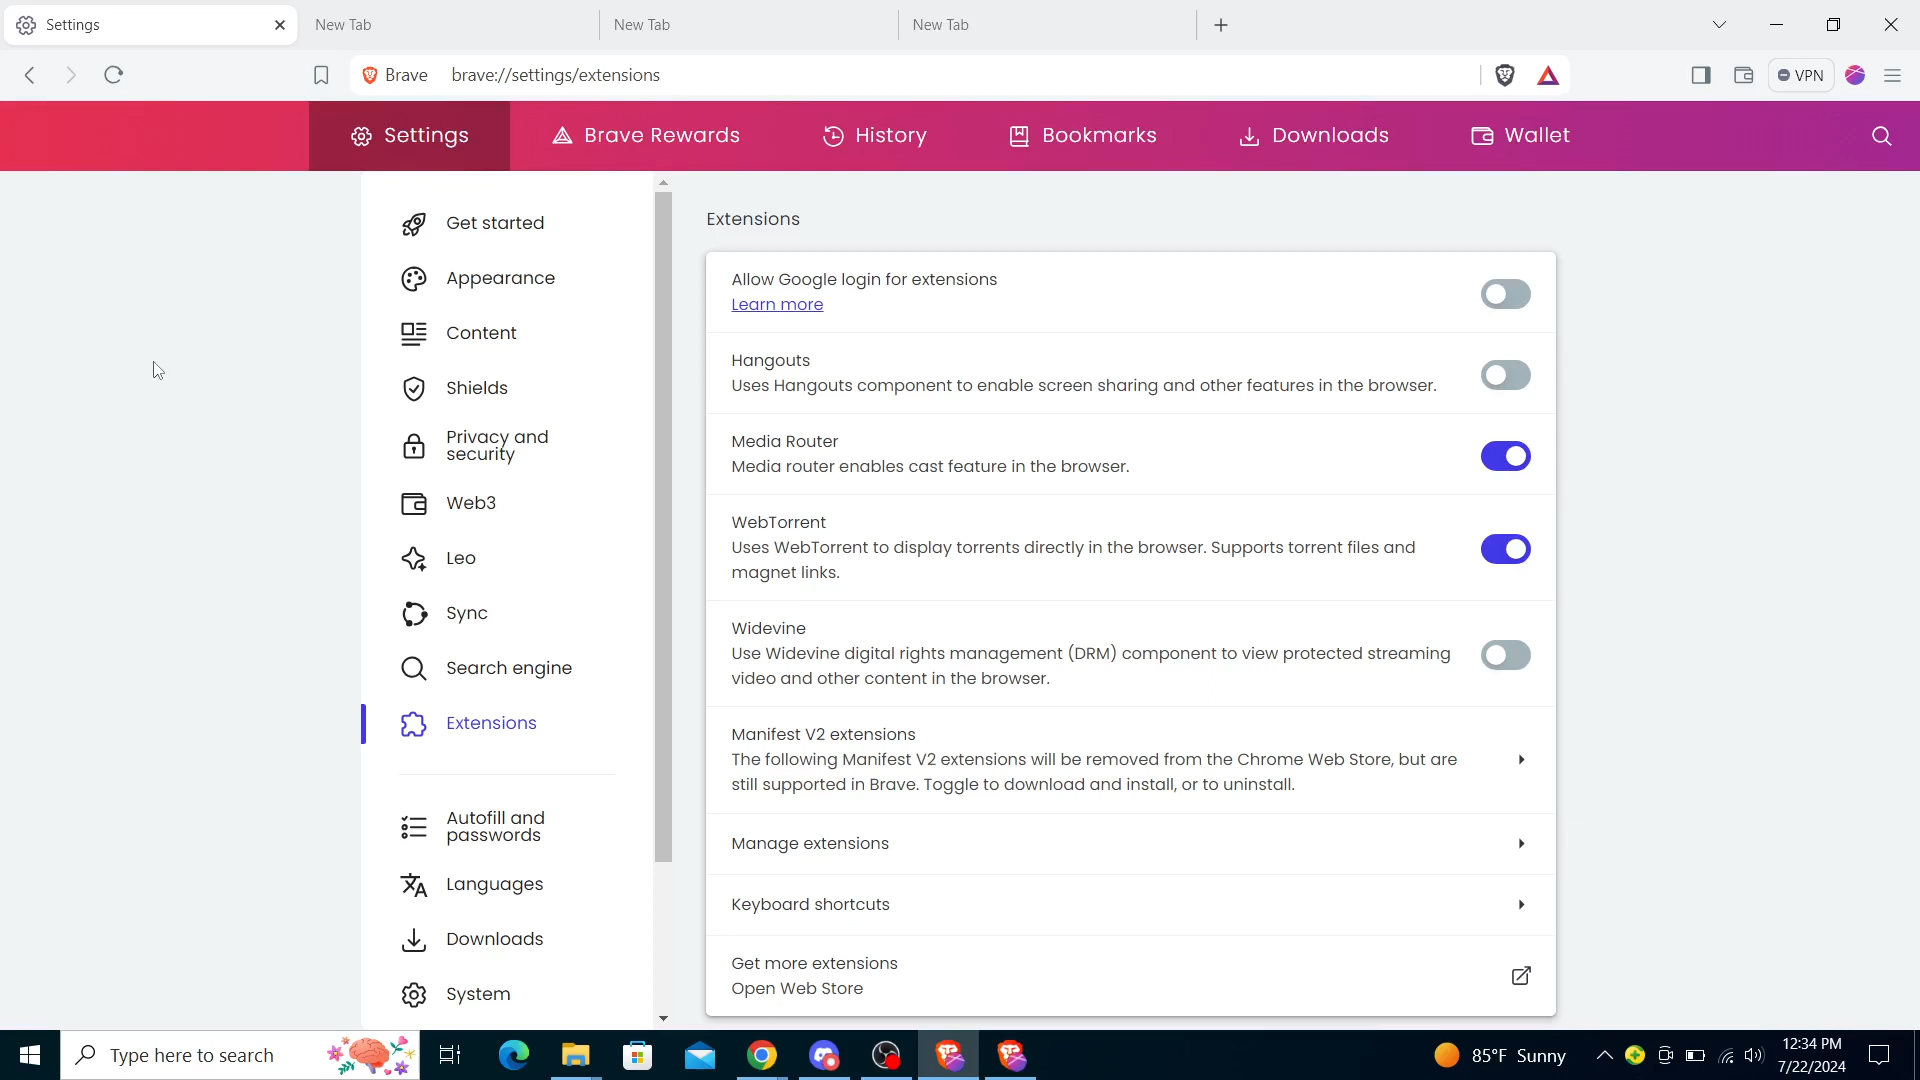 Settings
New Tab
New Tab
New Tab
Brave
brave://settings/extensions
VPN
Settings
Brave Rewards
History
Bookmarks
Downloads
Wallet
Get started
Appearance
Content
Shields
Privacy and
security
Web3
Leo
Sync
Search engine
Extensions
Autofill and
passwords
Languages
Downloads
System
Extensions
Allow Google login for extensions
Learn more
Hangouts
Uses Hangouts component to enable screen sharing and other features in the browser.
Media Router
Media router enables cast feature in the browser.
WebTorrent
Uses WebTorrent to display torrents directly in the browser. Supports torrent files and
magnet links.
Widevine
Use Widevine digital rights management (DRM) component to view protected streaming
video and other content in the browser.
Manifest V2 extensions
The following Manifest V2 extensions will be removed from the Chrome Web Store, but are
still supported in Brave. Toggle to download and install, or to uninstall.
Manage extensions
Keyboard shortcuts
Get more extensions
Open Web Store
Type here to search
85°F Sunny
12:34 PM
7/22/2024